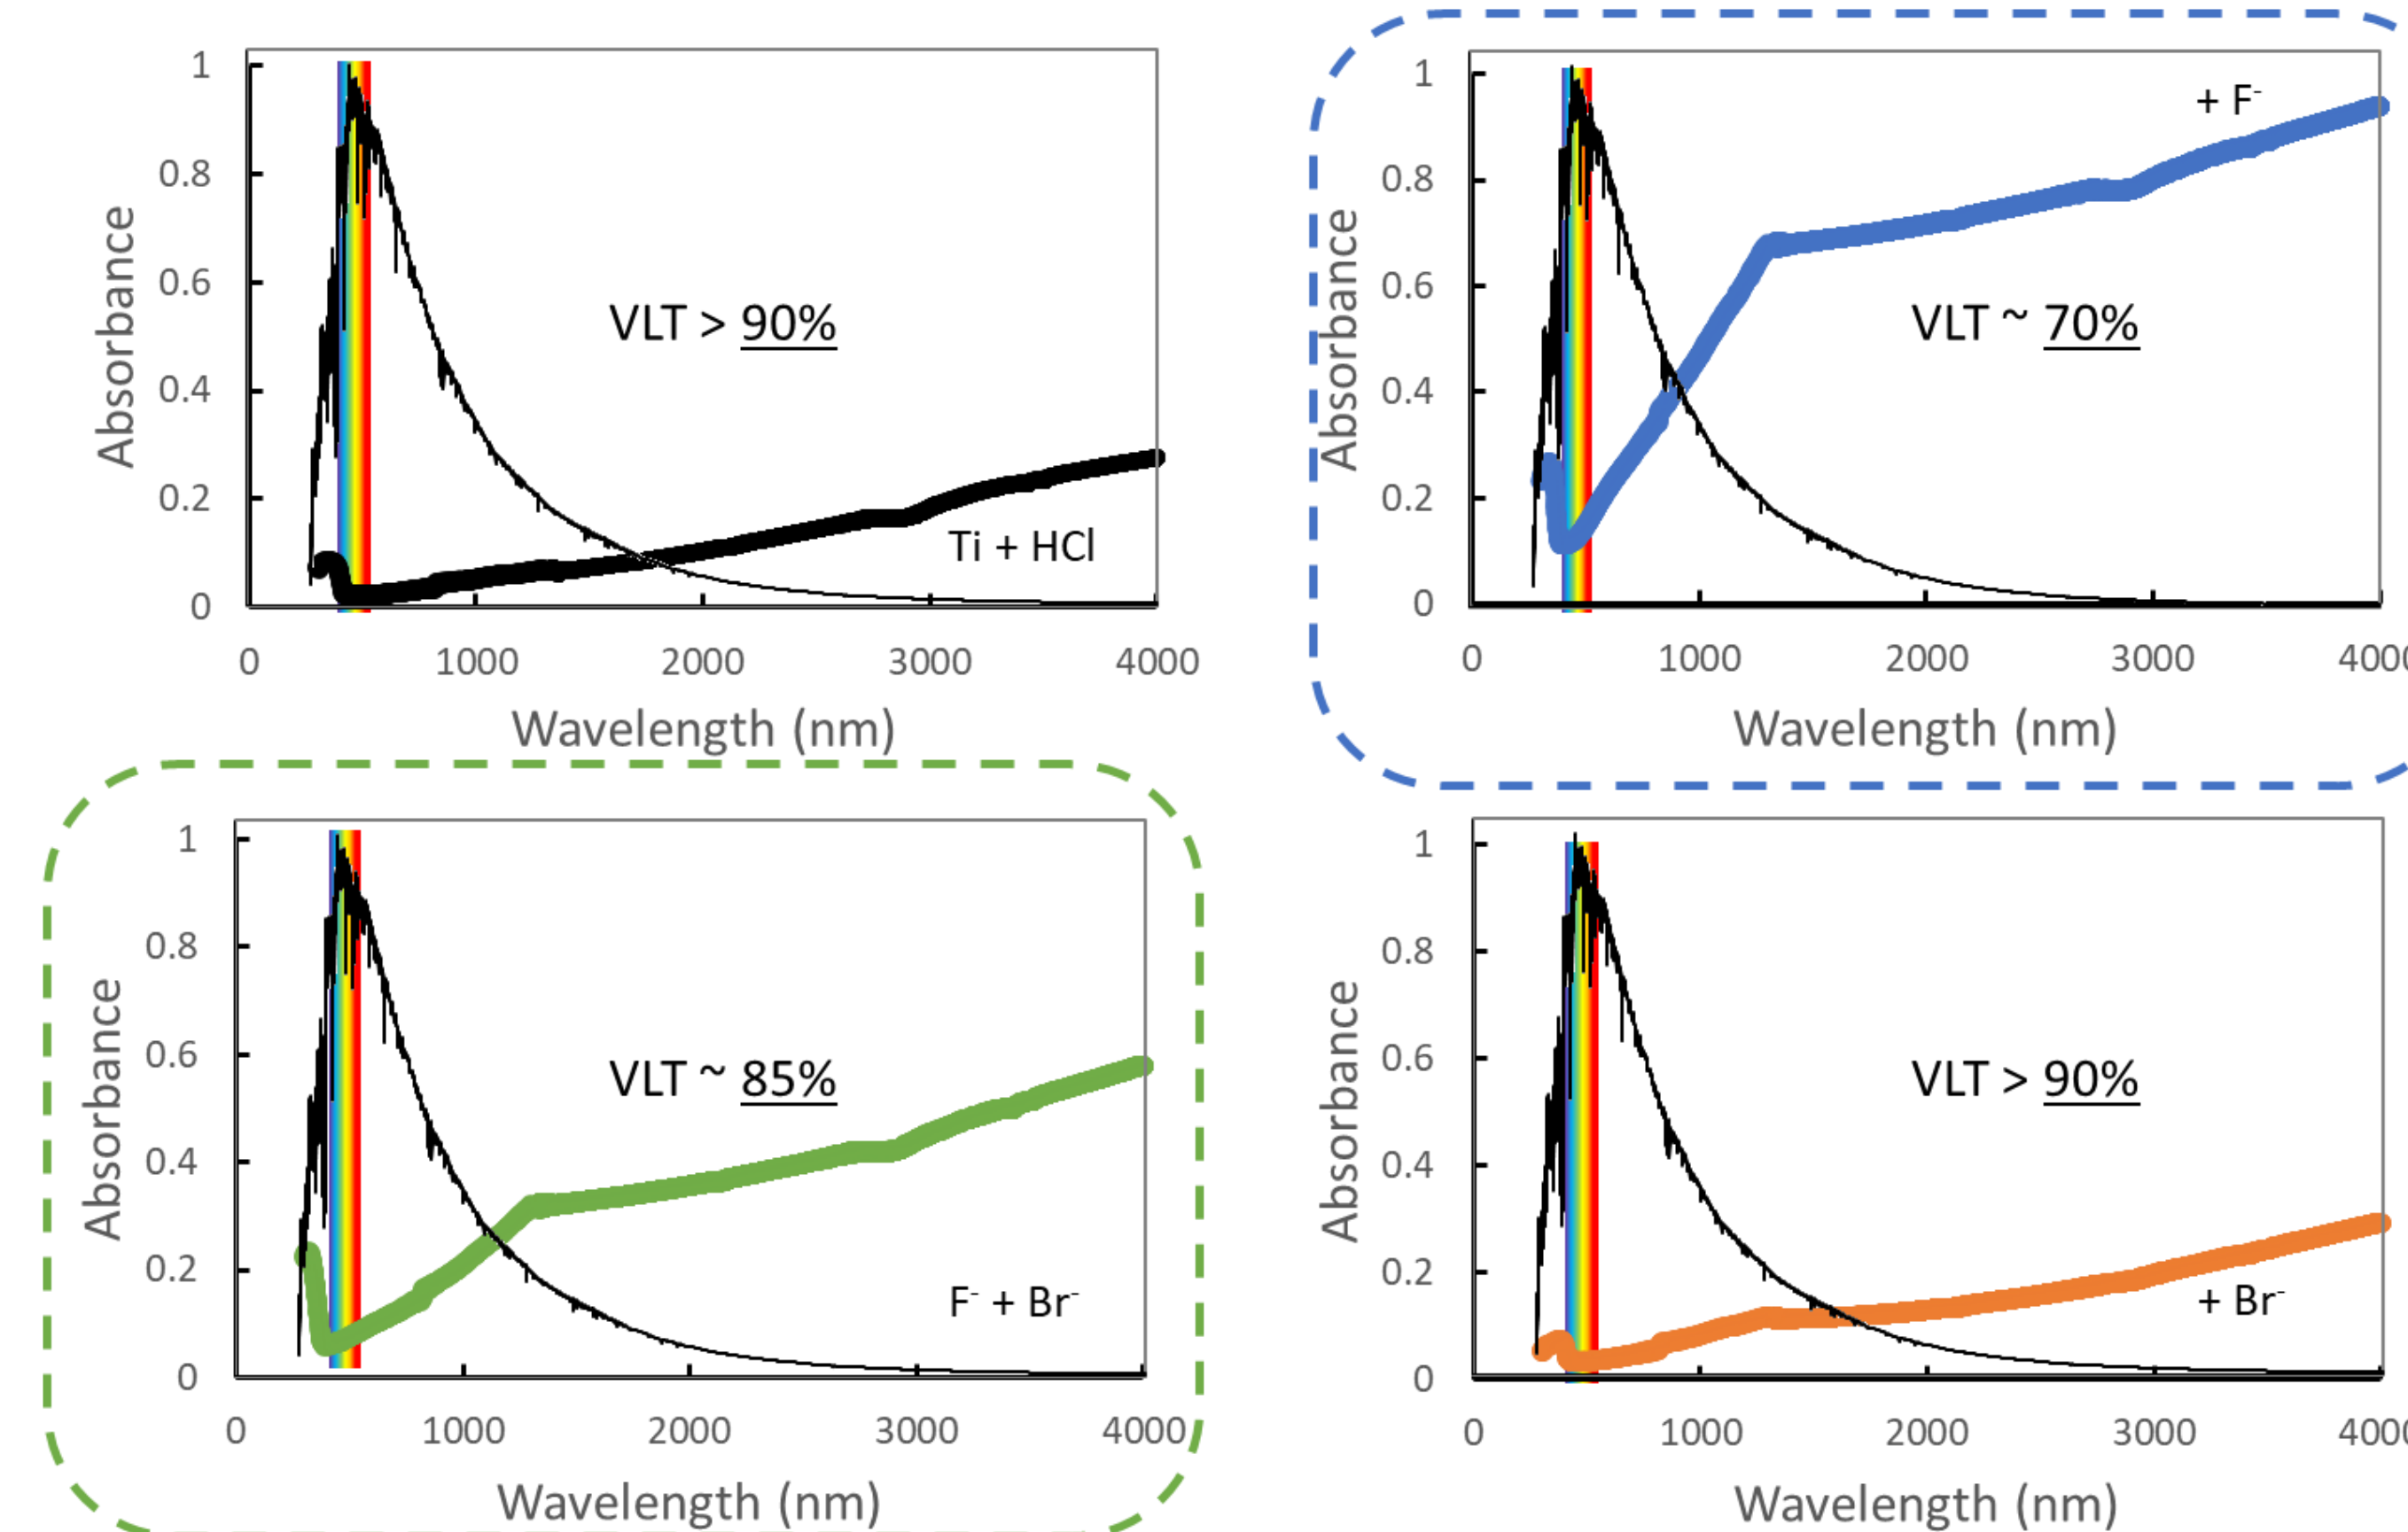 Absorbance
1
0.8
0.6
0.4
0.2
0
VLT > 90%
Ti + HCl
0 1000 2000 3000 4000
Wavelength (nm)
Absorbance
1
0.8
0.6
0.4
0.2
0
+ F⁻
VLT ~ 70%
0 1000 2000 3000 400
Wavelength (nm)
Absorbance
1
0.8
0.6
0.4
0.2
0
VLT ~ 85%
F⁻ + Br⁻
0 1000 2000 3000 4000
Wavelength (nm)
Absorbance
1
0.8
0.6
0.4
0.2
0
VLT > 90%
+ Br⁻
0 1000 2000 3000 400
Wavelength (nm)